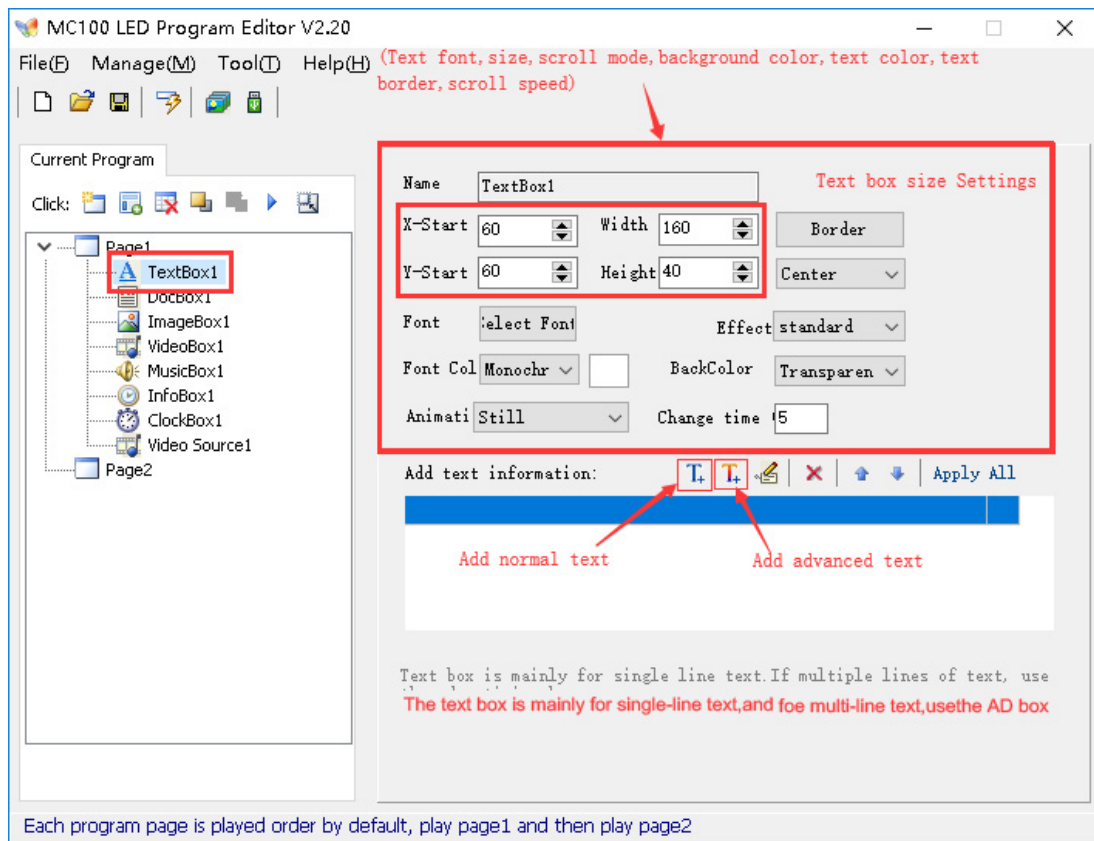 MC100 LED Program Editor V2.20
File(F) Manage(M) Tool(T) Help(H)
(Text font, size, scroll mode, background color, text color, text
border, scroll speed)
Current Program
Click:
Page1
TextBox1
DocBox1
ImageBox1
VideoBox1
MusicBox1
InfoBox1
ClockBox1
Video Source1
Page2
Name TextBox1 Text box size Settings
X-Start 60 Width 160 Border
Y-Start 60 Height 40 Center
Font Effect standard
Font Col Monochr BackColor Transparen
Animati Still Change time 5
Add text information: Apply All
Add normal text Add advanced text
Text box is mainly for single line text.If multiple lines of text, use
The text box is mainly for single-line text,and foe multi-line text,usethe AD box
Each program page is played order by default, play page1 and then play page2